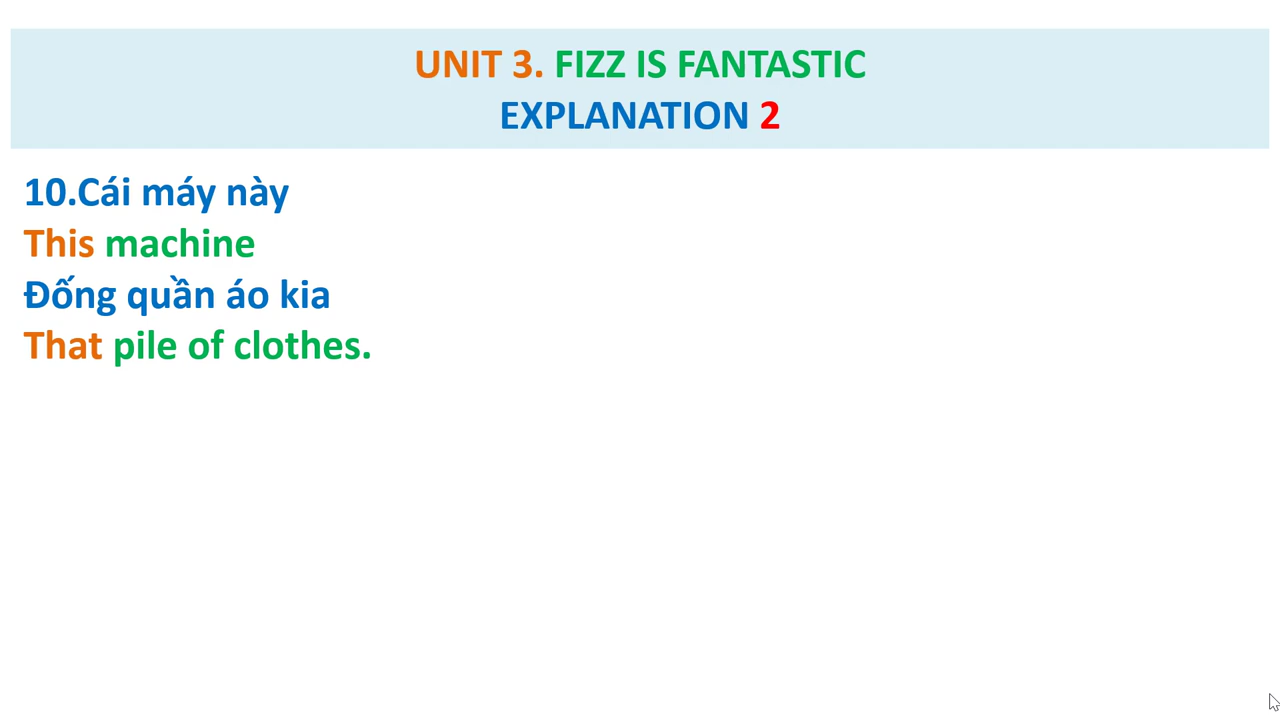 UNIT 3. FIZZ IS FANTASTIC
EXPLANATION 2
10.Cái máy này
This machine
Đống quần áo kia
That pile of clothes.